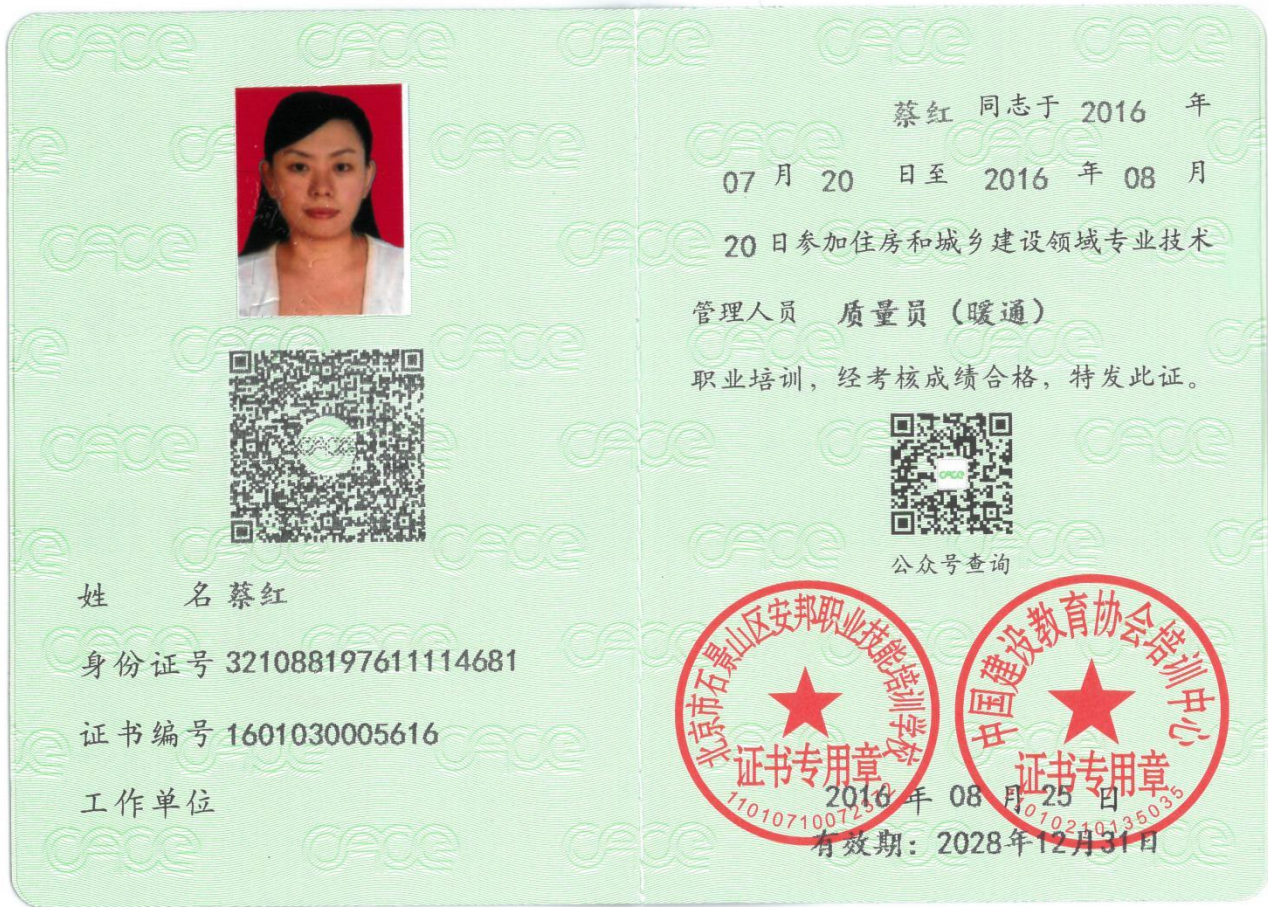 姓 名 蔡红
身份证号 321088197611114681
证书编号 1601030005616
工作单位
蔡红 同志于 2016 年
07 月 20 日至 2016 年 08 月
20 日参加住房和城乡建设领域专业技术
管理人员 质量员（暖通）
职业培训，经考核成绩合格，特发此证。
CACE
公众号查询
北京市石景山区安邦职业技能培训学校
证书专用章
中国建设教育协会培训中心
证书专用章
2016 年 08 月 25 日
有效期：2028年12月31日